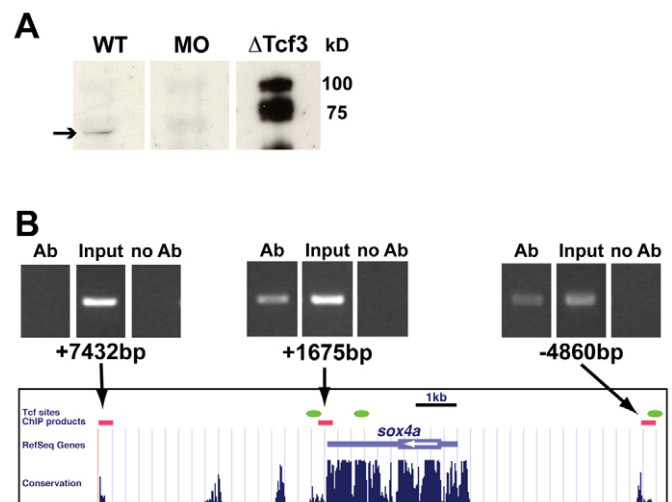 A
WT MO ΔTcf3 kD
100
75
B
Ab Input no Ab Ab Input no Ab Ab Input no Ab
+7432bp +1675bp -4860bp
1kb
Tcf sites
ChIP products
sox4a
RefSeq Genes
Conservation